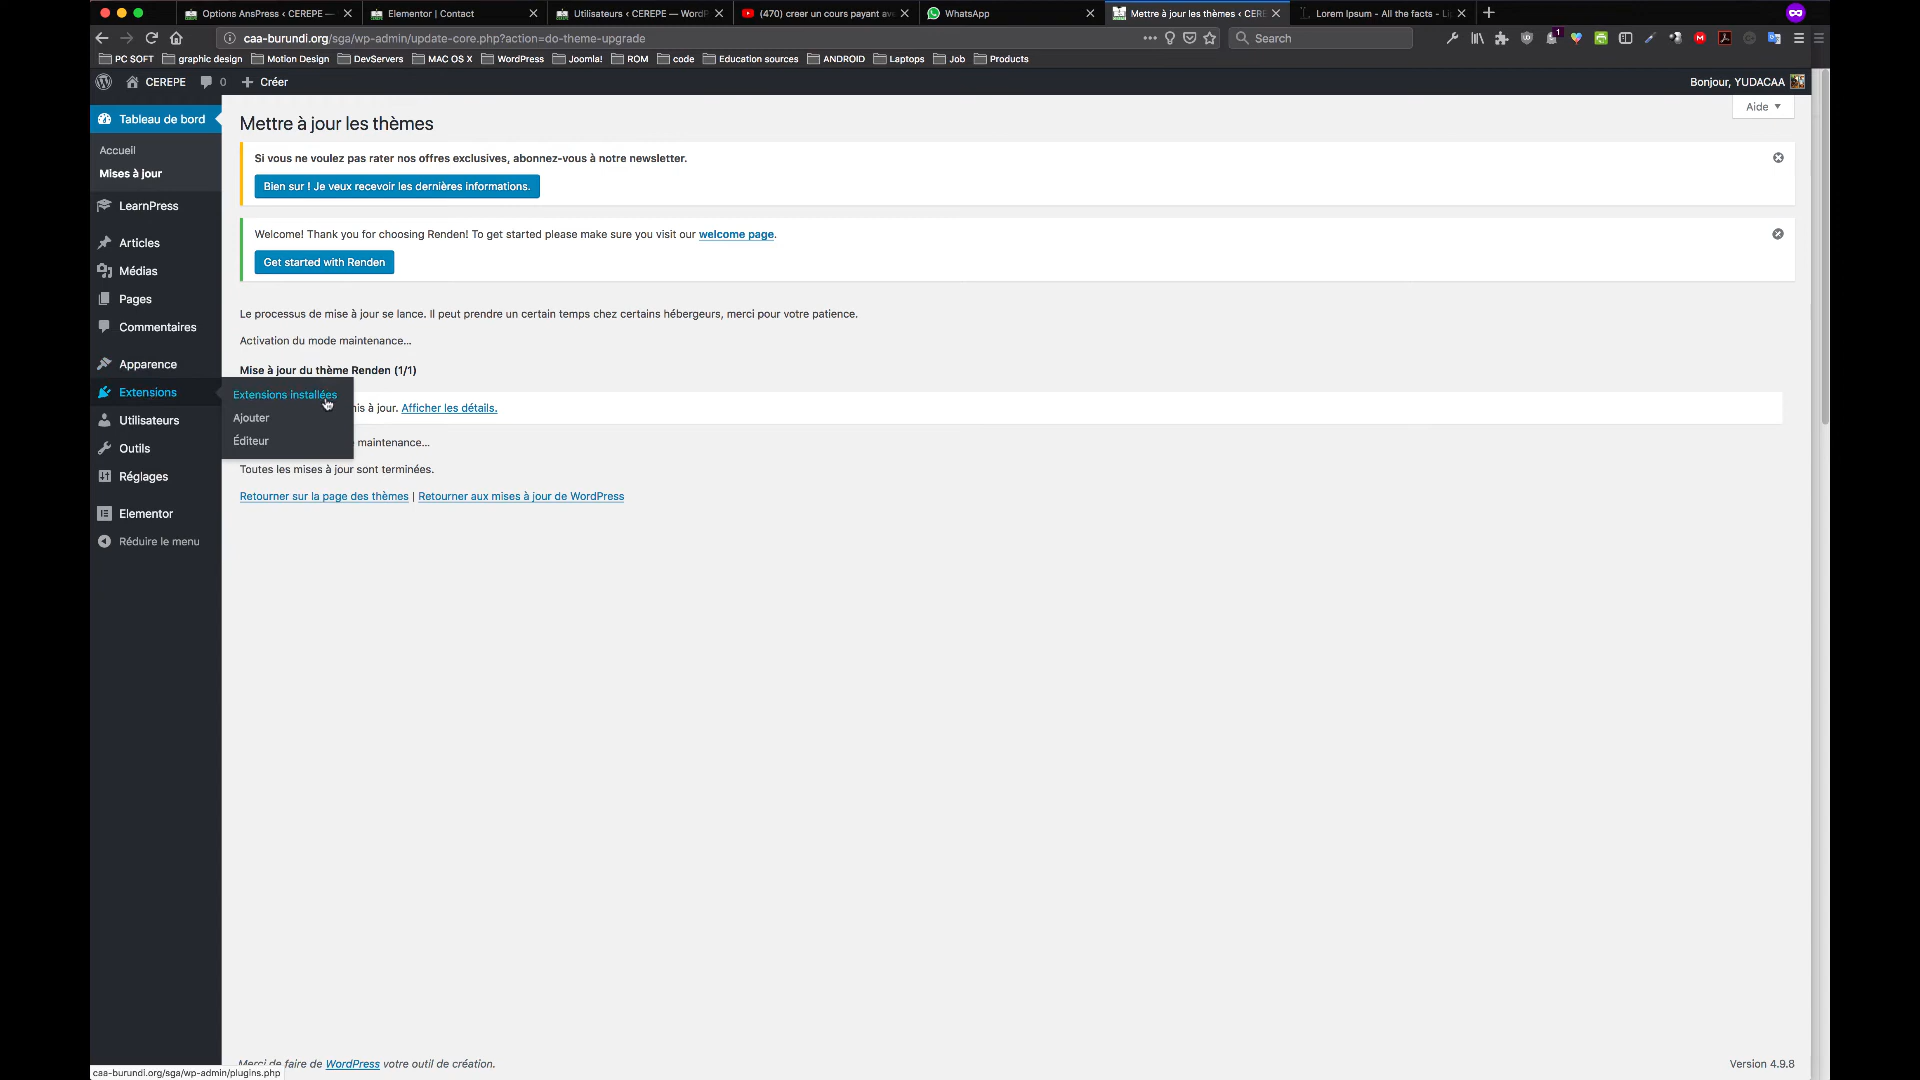 Options AnsPress ‹ CEREPE —
Elementor | Contact
Utilisateurs ‹ CEREPE — WordP
(470) creer un cours payant av
WhatsApp
Mettre à jour les thèmes ‹ CERE
Lorem Ipsum - All the facts - Li
caa-burundi.org/sga/wp-admin/update-core.php?action=do-theme-upgrade
Search
1
PC SOFT
graphic design
Motion Design
DevServers
MAC OS X
WordPress
Joomla!
ROM
code
Education sources
ANDROID
Laptops
Job
Products
CEREPE
0
Créer
Bonjour, YUDACAA
Aide
Tableau de bord
Accueil
Mises à jour
LearnPress
Articles
Médias
Pages
Commentaires
Apparence
Extensions
Utilisateurs
Outils
Réglages
Elementor
Réduire le menu
Extensions installées
Ajouter
Éditeur
Mettre à jour les thèmes
Si vous ne voulez pas rater nos offres exclusives, abonnez-vous à notre newsletter.
Bien sur ! Je veux recevoir les dernières informations.
Welcome! Thank you for choosing Renden! To get started please make sure you visit our welcome page.
Get started with Renden
Le processus de mise à jour se lance. Il peut prendre un certain temps chez certains hébergeurs, merci pour votre patience.
Activation du mode maintenance…
Mise à jour du thème Renden (1/1)
mis à jour. Afficher les détails.
maintenance…
Toutes les mises à jour sont terminées.
Retourner sur la page des thèmes | Retourner aux mises à jour de WordPress
Merci de faire de WordPress votre outil de création.
Version 4.9.8
caa-burundi.org/sga/wp-admin/plugins.php